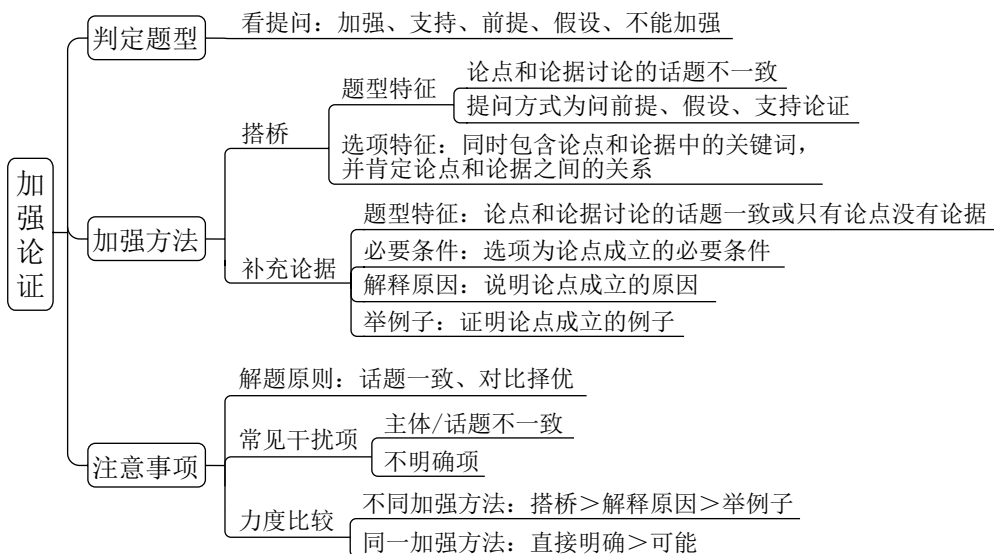 加强论证
判定题型
看提问：加强、支持、前提、假设、不能加强
加强方法
搭桥
题型特征
论点和论据讨论的话题不一致
提问方式为问前提、假设、支持论证
选项特征：同时包含论点和论据中的关键词，
并肯定论点和论据之间的关系
补充论据
题型特征：论点和论据讨论的话题一致或只有论点没有论据
必要条件：选项为论点成立的必要条件
解释原因：说明论点成立的原因
举例子：证明论点成立的例子
注意事项
解题原则：话题一致、对比择优
常见干扰项
主体/话题不一致
不明确项
力度比较
不同加强方法：搭桥＞解释原因＞举例子
同一加强方法：直接明确＞可能